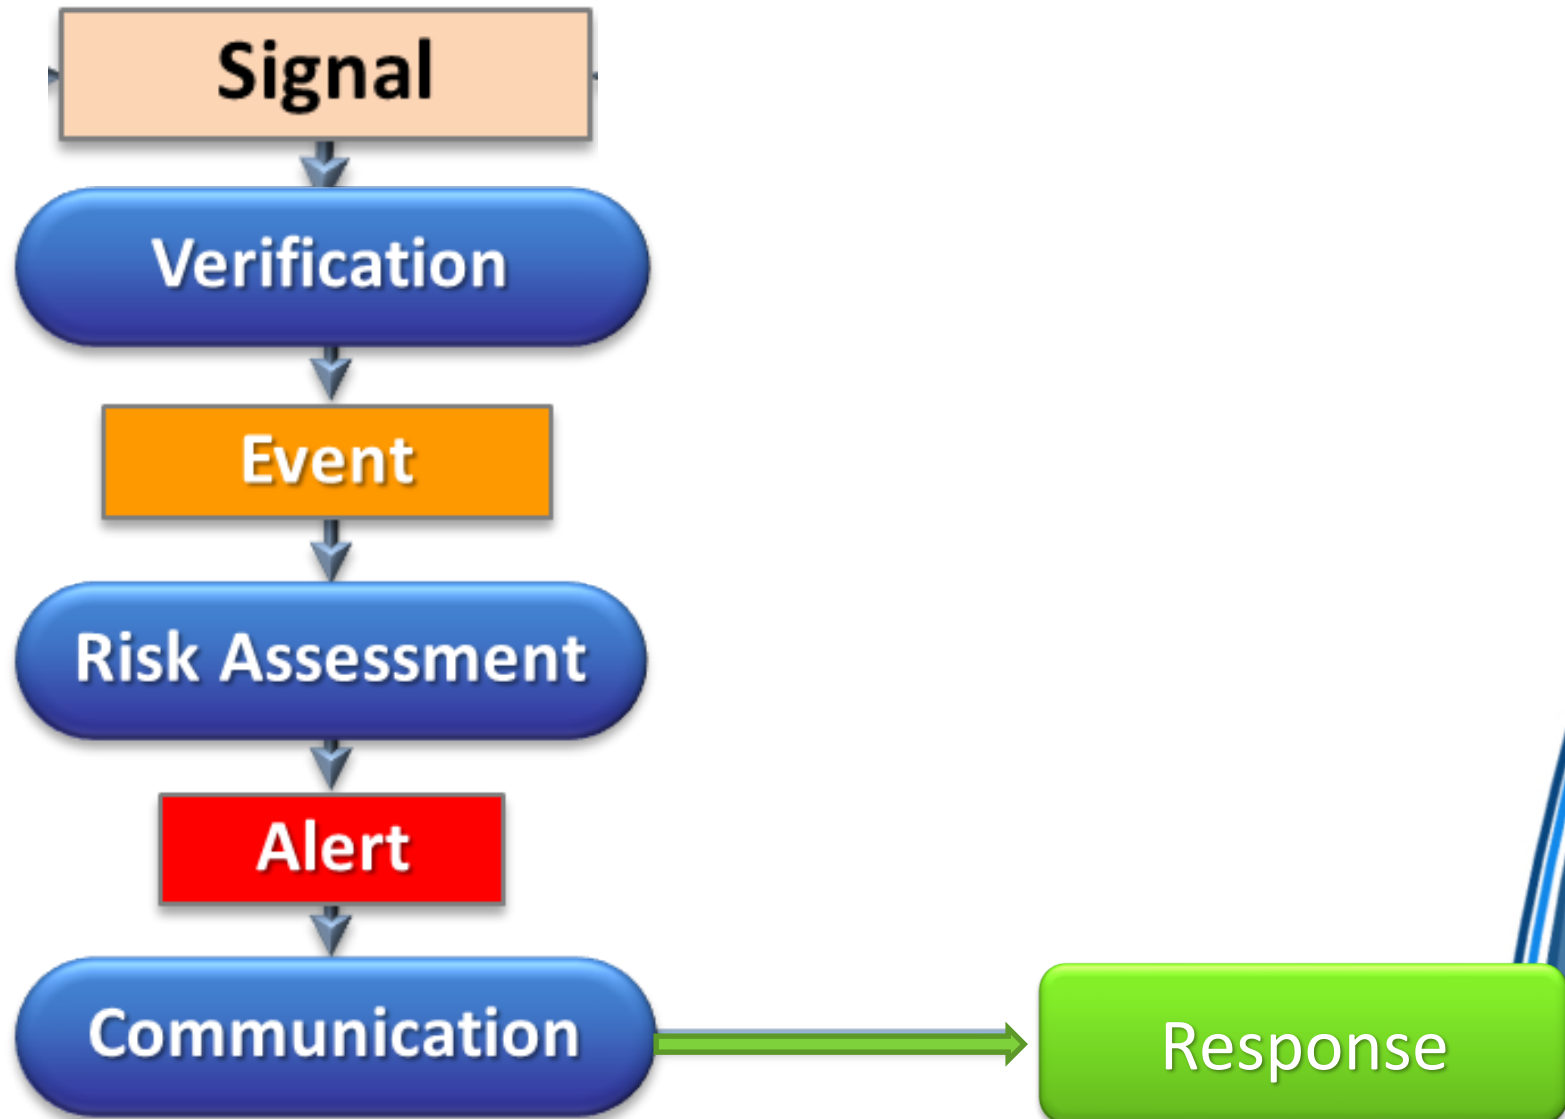 Signal
Verification
Event
Risk Assessment
Alert
Communication
Response